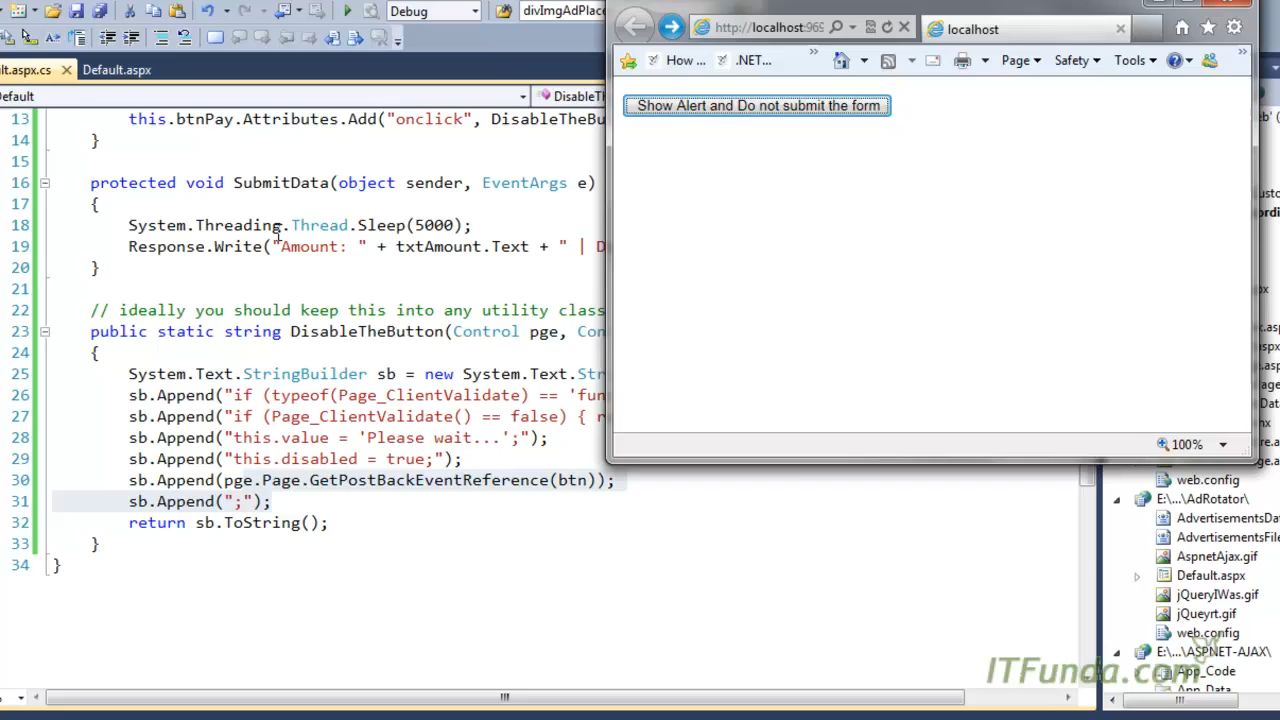 Debug
divImgAdPlace
lt.aspx.cs
Default.aspx
Default
DisableTh
13 this.btnPay.Attributes.Add("onclick", DisableTheBu
14 }
15
16 protected void SubmitData(object sender, EventArgs e)
17 {
18 System.Threading.Thread.Sleep(5000);
19 Response.Write("Amount: " + txtAmount.Text + " | D
20 }
21
22 // ideally you should keep this into any utility class
23 public static string DisableTheButton(Control pge, Con
24 {
25 System.Text.StringBuilder sb = new System.Text.Str
26 sb.Append("if (typeof(Page_ClientValidate) == 'fun
27 sb.Append("if (Page_ClientValidate() == false) { r
28 sb.Append("this.value = 'Please wait...';");
29 sb.Append("this.disabled = true;");
30 sb.Append(pge.Page.GetPostBackEventReference(btn));
31 sb.Append(";");
32 return sb.ToString();
33 }
34 }
http://localhost:969
localhost
How ...
.NET...
Page
Safety
Tools
Show Alert and Do not submit the form
100%
web.config
E:\...\AdRotator\
AdvertisementsDa
AdvertisementsFile
AspnetAjax.gif
Default.aspx
jQueryIWas.gif
jQueyrt.gif
web.config
E:\...\ASPNET-AJAX\
App_Code
App_Data
ITFunda.com